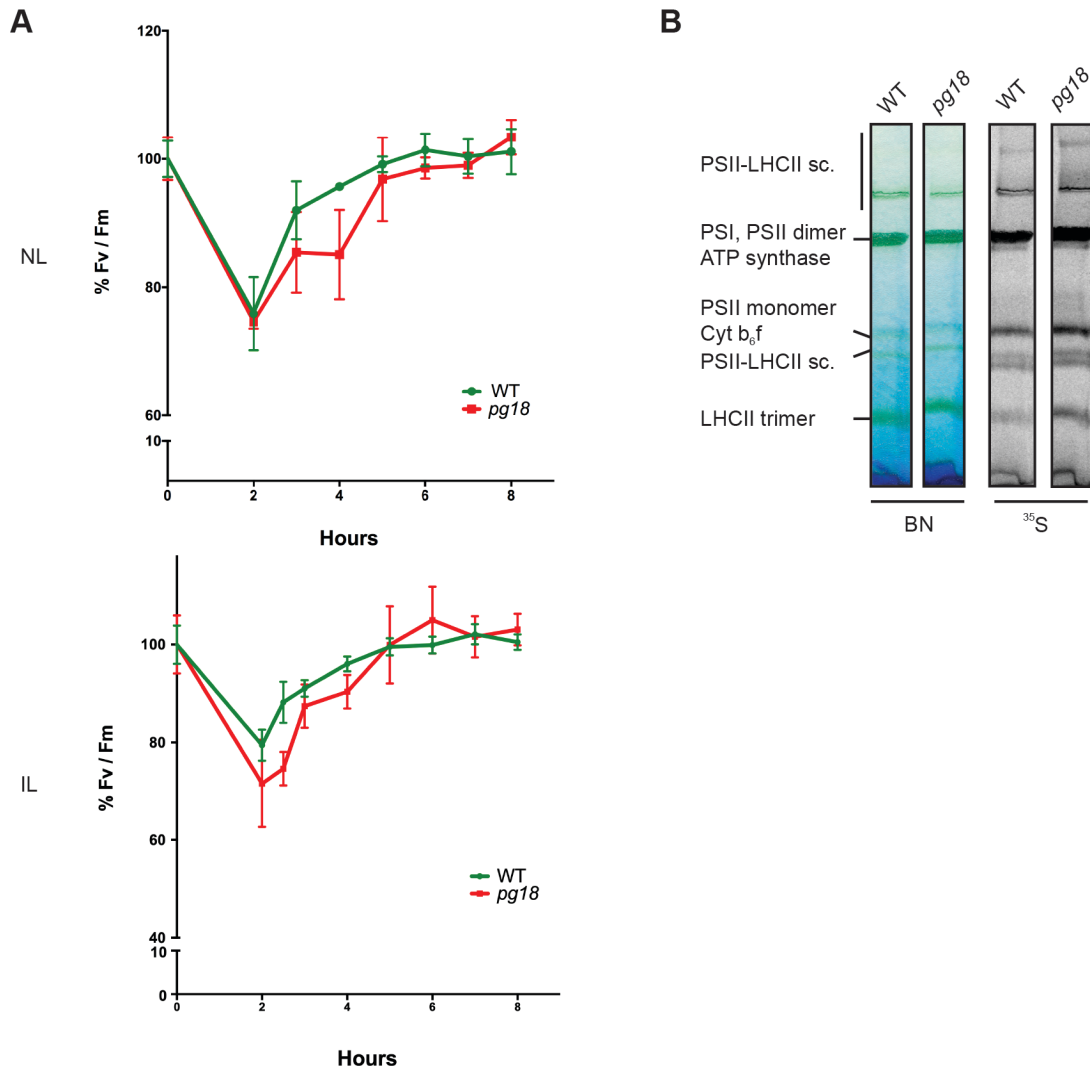 A
NL
120
100
80
60
10
% Fv / Fm
WT
pg18
0
2
4
6
8
Hours
IL
100
80
60
40
10
0
% Fv / Fm
WT
pg18
0
2
4
6
8
Hours
B
WT
pg18
WT
pg18
PSII-LHCII sc.
PSI, PSII dimer
ATP synthase
PSII monomer
Cyt b₆f
PSII-LHCII sc.
LHCII trimer
BN
³⁵S